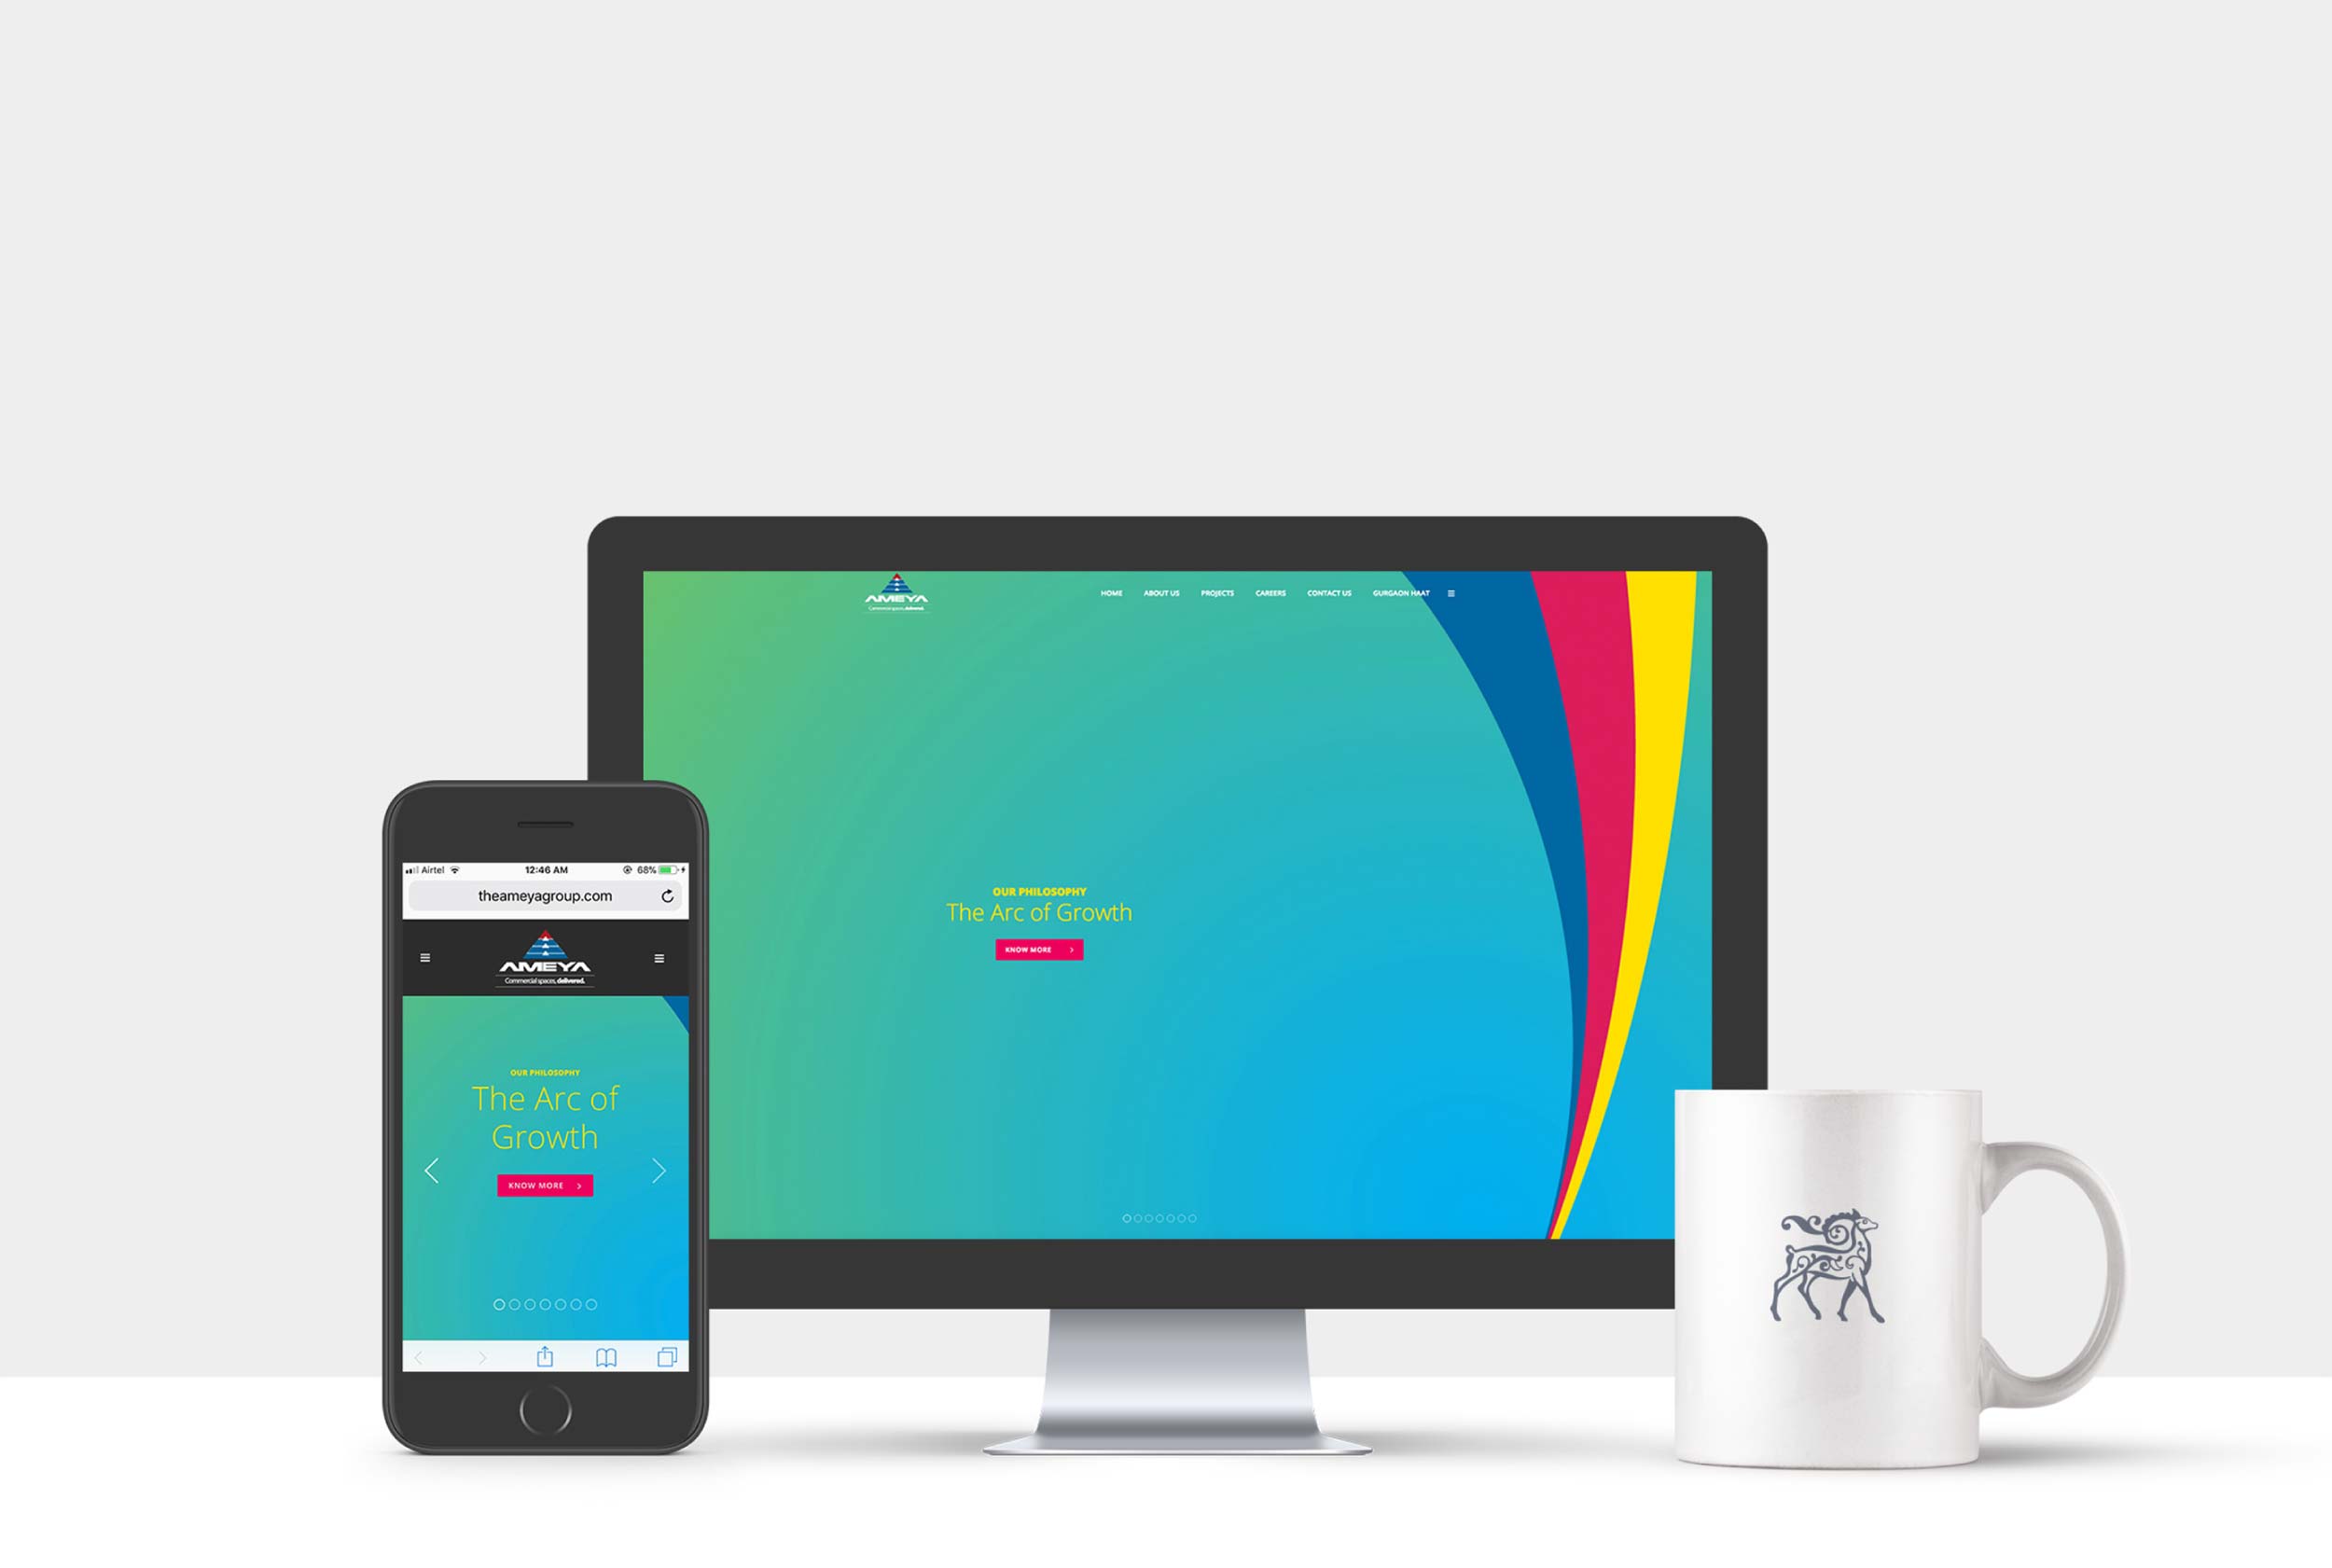 AMEYA
Commercial spaces, delivered.
HOME ABOUT US PROJECTS CAREERS CONTACT US GURGAON HAAT
OUR PHILOSOPHY
The Arc of Growth
KNOW MORE
Airtel 12:46 AM 68%
theameyagroup.com
AMEYA
Commercial spaces, delivered.
OUR PHILOSOPHY
The Arc of
Growth
KNOW MORE